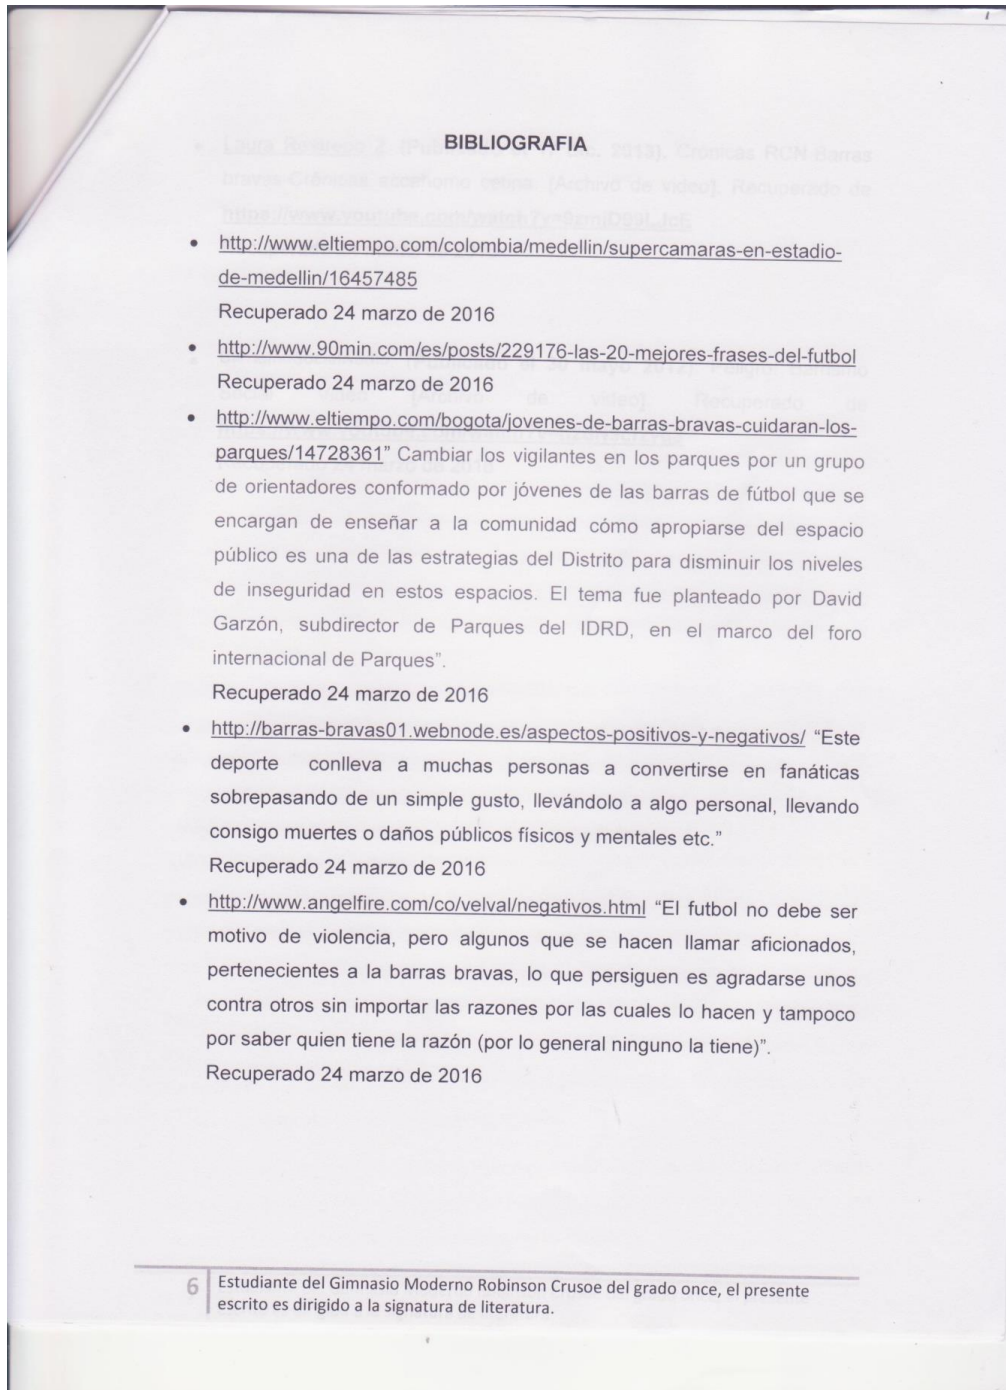 BIBLIOGRAFIA
• http://www.eltiempo.com/colombia/medellin/supercamaras-en-estadio-
de-medellin/16457485
Recuperado 24 marzo de 2016
• http://www.90min.com/es/posts/229176-las-20-mejores-frases-del-futbol
Recuperado 24 marzo de 2016
• http://www.eltiempo.com/bogota/jovenes-de-barras-bravas-cuidaran-los-
parques/14728361” Cambiar los vigilantes en los parques por un grupo
de orientadores conformado por jóvenes de las barras de fútbol que se
encargan de enseñar a la comunidad cómo apropiarse del espacio
público es una de las estrategias del Distrito para disminuir los niveles
de inseguridad en estos espacios. El tema fue planteado por David
Garzón, subdirector de Parques del IDRD, en el marco del foro
internacional de Parques”.
Recuperado 24 marzo de 2016
• http://barras-bravas01.webnode.es/aspectos-positivos-y-negativos/ “Este
deporte conlleva a muchas personas a convertirse en fanáticas
sobrepasando de un simple gusto, llevándolo a algo personal, llevando
consigo muertes o daños públicos físicos y mentales etc.”
Recuperado 24 marzo de 2016
• http://www.angelfire.com/co/velval/negativos.html “El futbol no debe ser
motivo de violencia, pero algunos que se hacen llamar aficionados,
pertenecientes a la barras bravas, lo que persiguen es agradarse unos
contra otros sin importar las razones por las cuales lo hacen y tampoco
por saber quien tiene la razón (por lo general ninguno la tiene)”.
Recuperado 24 marzo de 2016
6 Estudiante del Gimnasio Moderno Robinson Crusoe del grado once, el presente
escrito es dirigido a la signatura de literatura.